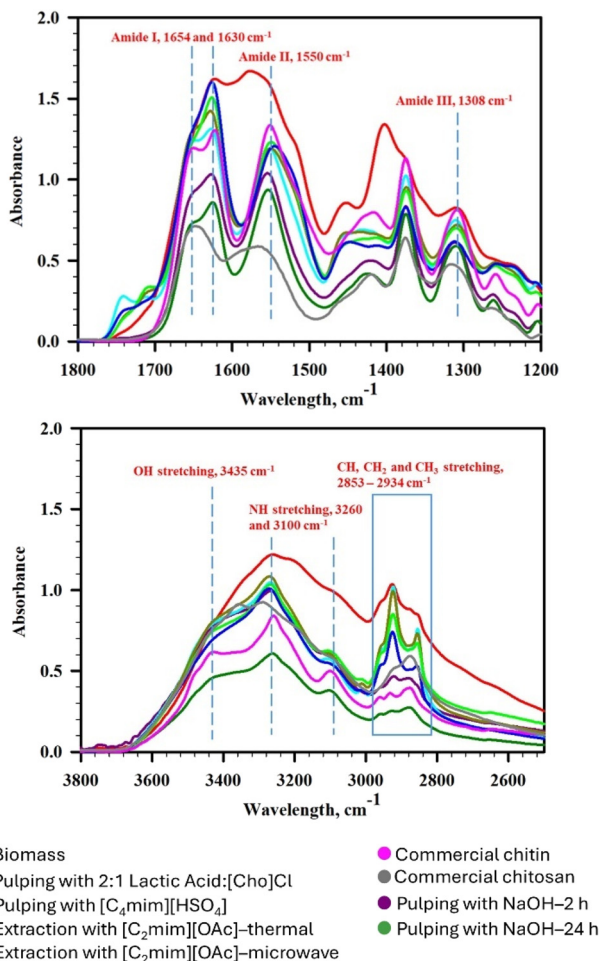 2.0
Amide I, 1654 and 1630 cm-1
Amide II, 1550 cm-1
1.5
Amide III, 1308 cm-1
Absorbance
1.0
0.5
0.0
1800 1700 1600 1500 1400 1300 1200
Wavelength, cm-1
2.0
OH stretching, 3435 cm-1
CH, CH2 and CH3 stretching,
2853 – 2934 cm-1
1.5
NH stretching, 3260
and 3100 cm-1
Absorbance
1.0
0.5
0.0
3800 3600 3400 3200 3000 2800 2600
Wavelength, cm-1
Biomass
Pulping with 2:1 Lactic Acid:[Cho]Cl
Pulping with [C4mim][HSO4]
Extraction with [C2mim][OAc]–thermal
Extraction with [C2mim][OAc]–microwave
Commercial chitin
Commercial chitosan
Pulping with NaOH–2 h
Pulping with NaOH–24 h